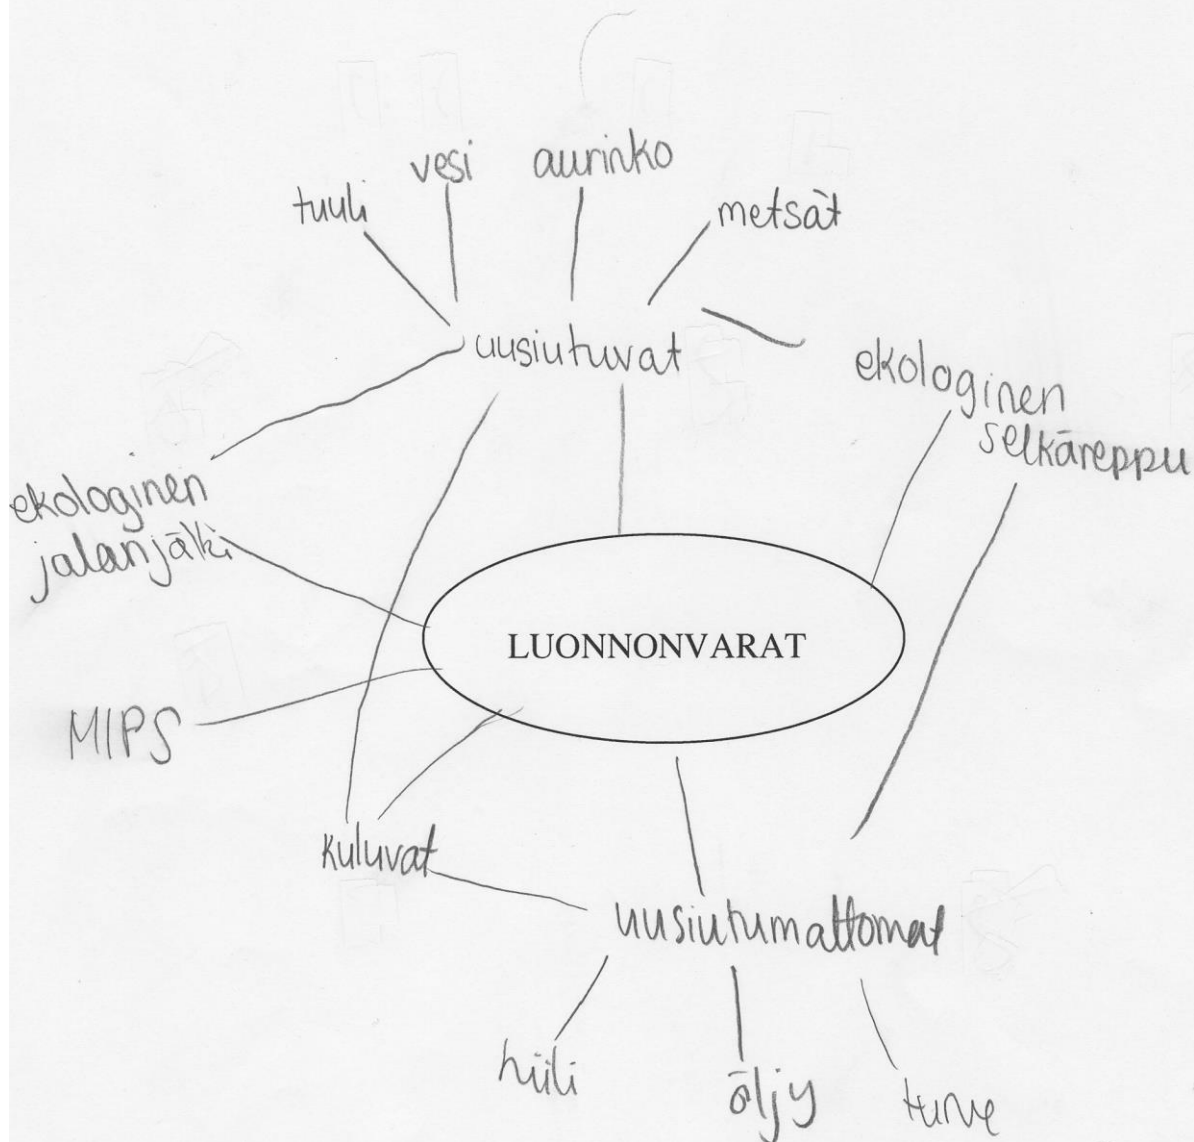 vesi
aurinko
tuuli
metsät
uusiutuvat
ekologinen
selkäreppu
ekologinen
jalanjälki
LUONNONVARAT
MIPS
kuluvat
uusiutumattomat
hiili
öljy
turve